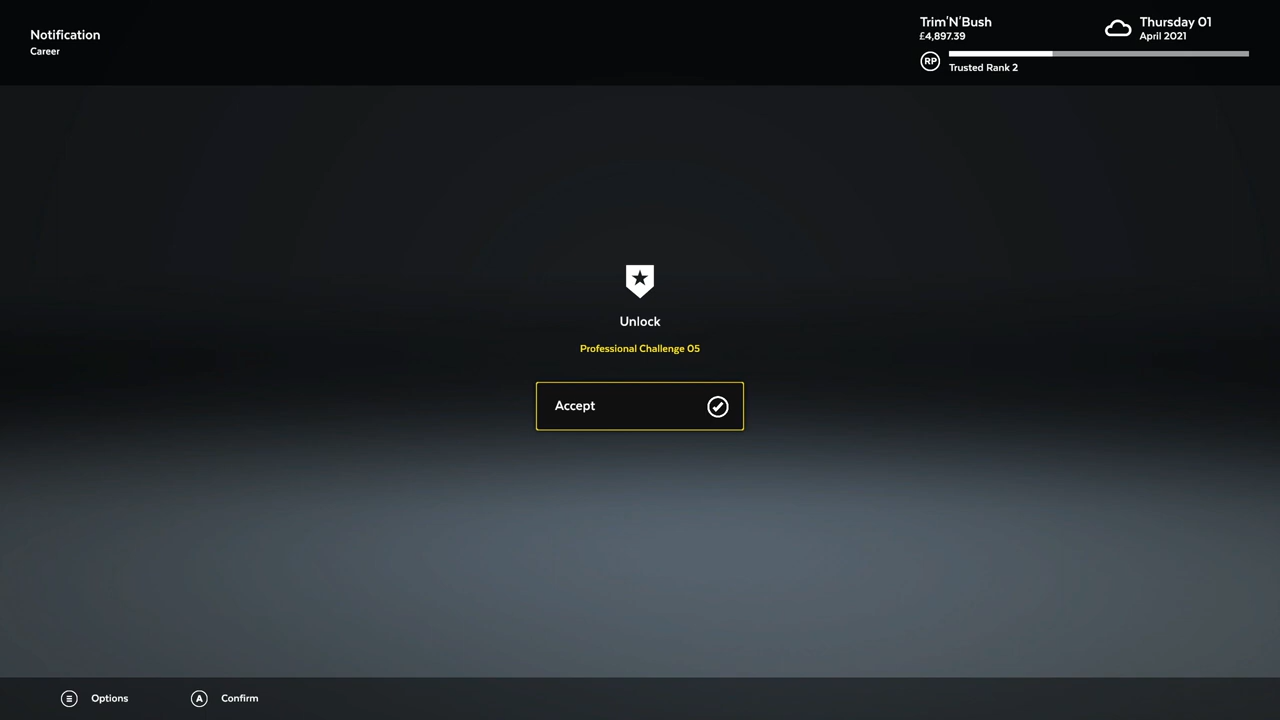 Notification
Career
Trim'N'Bush
£4,897.39
Thursday 01
April 2021
RP
Trusted Rank 2
Unlock
Professional Challenge 05
Accept
Options
A
Confirm